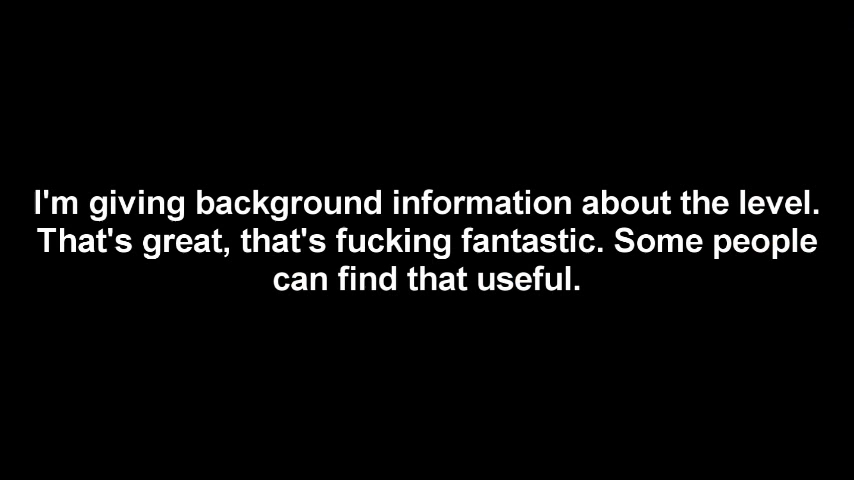 I'm giving background information about the level.
That's great, that's fucking fantastic. Some people
can find that useful.